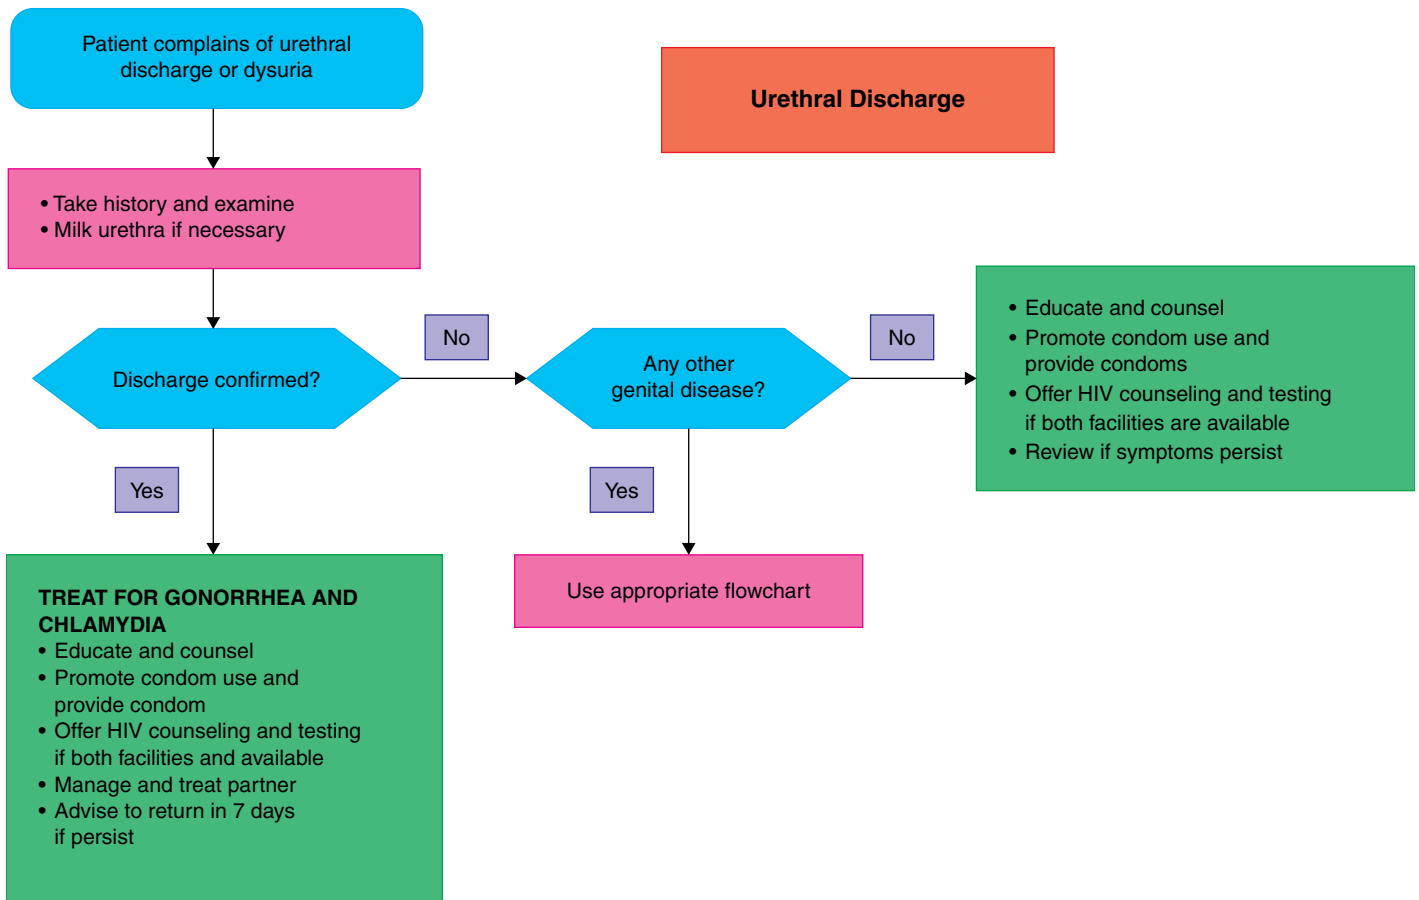 Patient complains of urethral
discharge or dysuria
Urethral Discharge
• Take history and examine
• Milk urethra if necessary
Discharge confirmed?
No
Any other
genital disease?
No
• Educate and counsel
• Promote condom use and
provide condoms
• Offer HIV counseling and testing
if both facilities are available
• Review if symptoms persist
Yes
Yes
Use appropriate flowchart
TREAT FOR GONORRHEA AND
CHLAMYDIA
• Educate and counsel
• Promote condom use and
provide condom
• Offer HIV counseling and testing
if both facilities and available
• Manage and treat partner
• Advise to return in 7 days
if persist